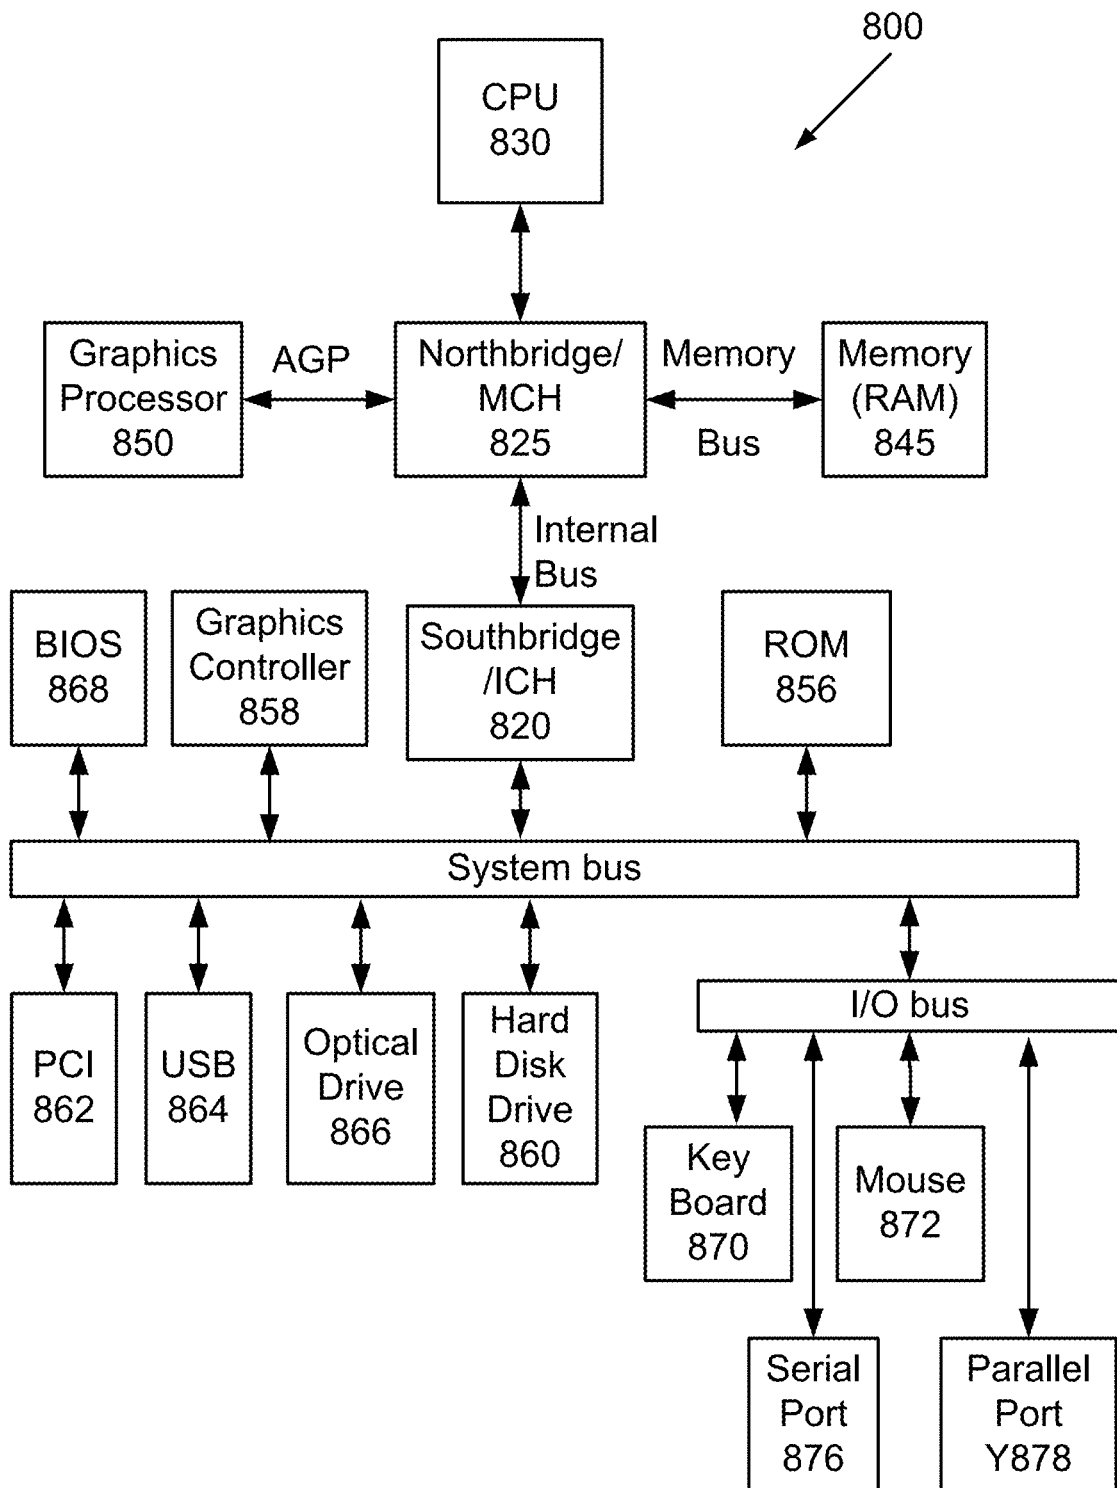 800
CPU
830
Graphics
Processor
850
AGP
Northbridge/
MCH
825
Memory
Bus
Memory
(RAM)
845
Internal
Bus
BIOS
868
Graphics
Controller
858
Southbridge
/ICH
820
ROM
856
System bus
PCI
862
USB
864
Optical
Drive
866
Hard
Disk
Drive
860
I/O bus
Key
Board
870
Mouse
872
Serial
Port
876
Parallel
Port
Y878